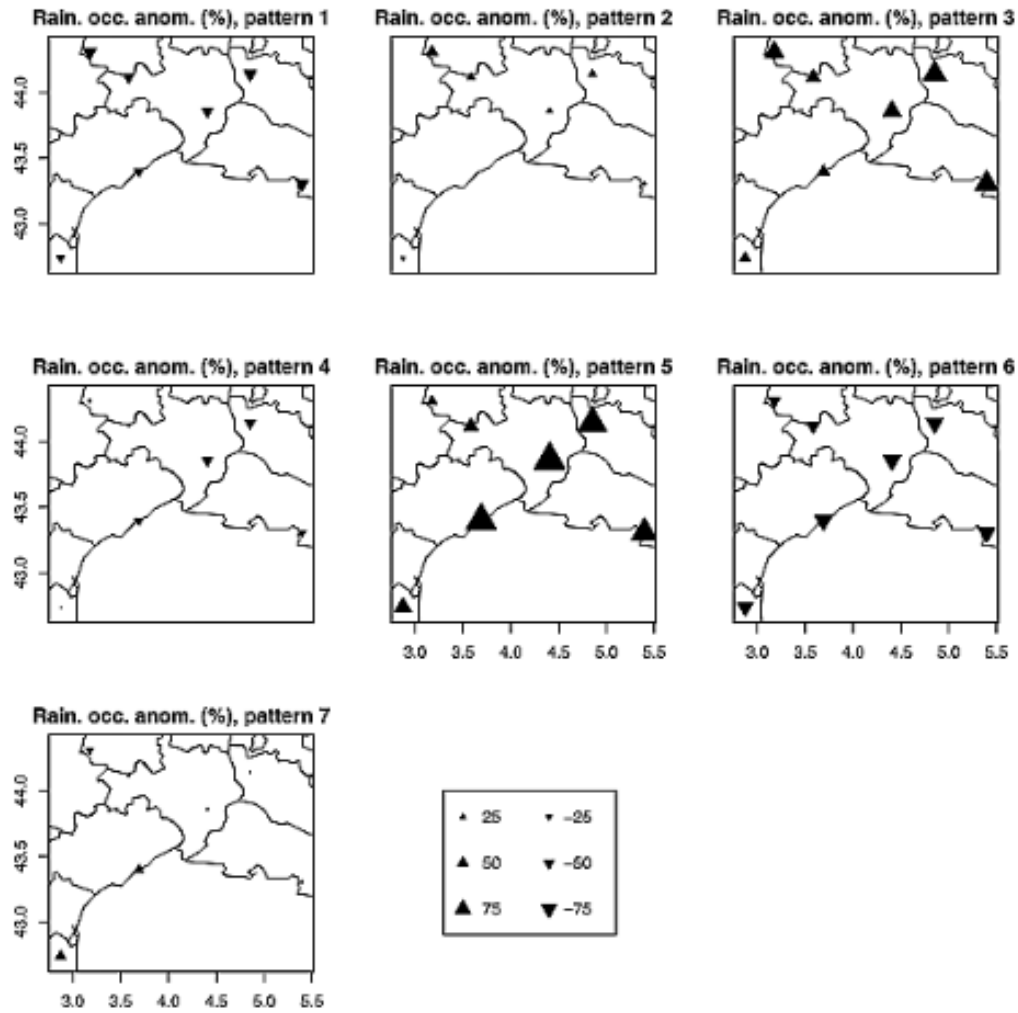 Rain. occ. anom. (%), pattern 1
Rain. occ. anom. (%), pattern 2
Rain. occ. anom. (%), pattern 3
44.0
43.5
43.0
Rain. occ. anom. (%), pattern 4
Rain. occ. anom. (%), pattern 5
Rain. occ. anom. (%), pattern 6
44.0
43.5
43.0
3.0 3.5 4.0 4.5 5.0 5.5
3.0 3.5 4.0 4.5 5.0 5.5
Rain. occ. anom. (%), pattern 7
44.0
43.5
43.0
3.0 3.5 4.0 4.5 5.0 5.5
25 -25
50 -50
75 -75